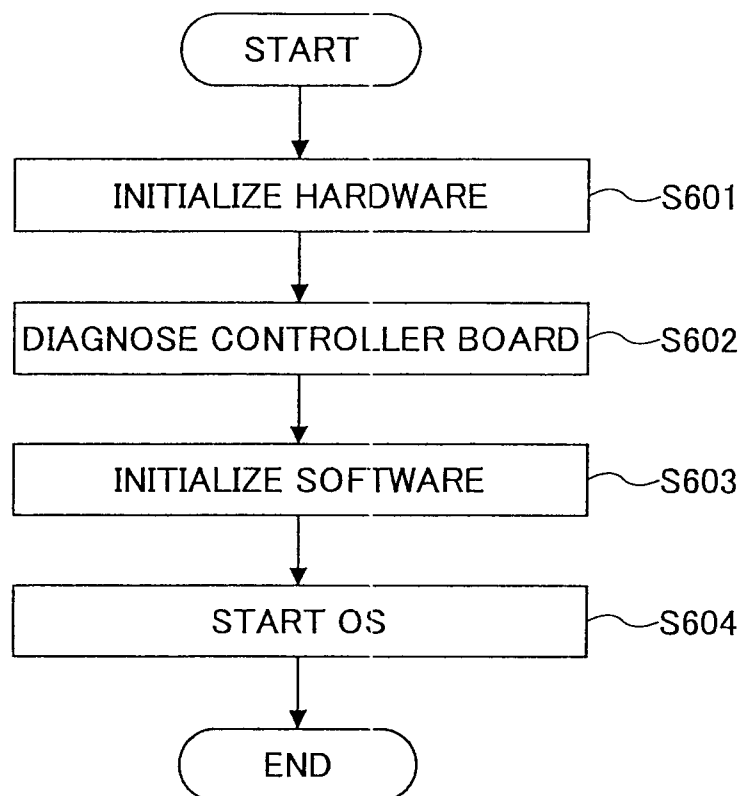 START
INITIALIZE HARDWARE
S601
DIAGNOSE CONTROLLER BOARD
S602
INITIALIZE SOFTWARE
S603
START OS
S604
END